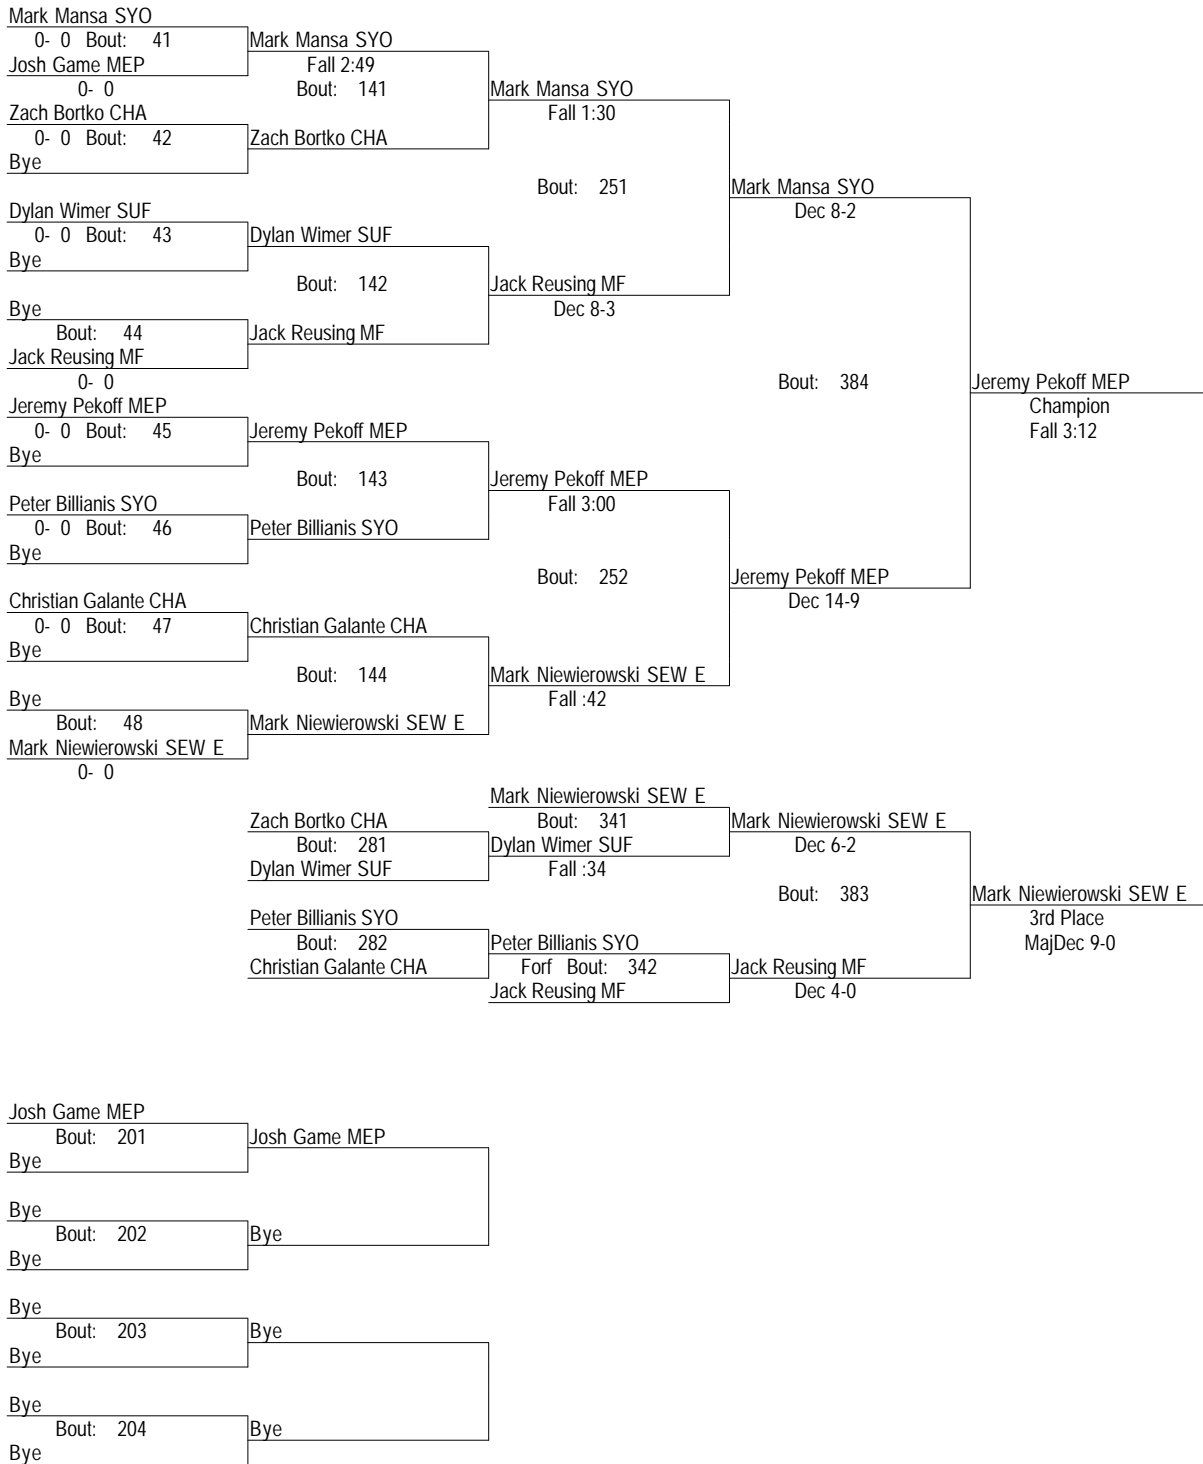 Mark Mansa SYO
0- 0 Bout: 41 Mark Mansa SYO
Josh Game MEP Fall 2:49
0- 0 Bout: 141 Mark Mansa SYO
Zach Bortko CHA Fall 1:30
0- 0 Bout: 42 Zach Bortko CHA
Bye
Bout: 251 Mark Mansa SYO
Dylan Wimer SUF Dec 8-2
0- 0 Bout: 43 Dylan Wimer SUF
Bye
Bout: 142 Jack Reusing MF
Bye Dec 8-3
Bout: 44 Jack Reusing MF
Jack Reusing MF
0- 0 Bout: 384 Jeremy Pekoff MEP
Jeremy Pekoff MEP Champion
0- 0 Bout: 45 Jeremy Pekoff MEP Fall 3:12
Bye
Bout: 143 Jeremy Pekoff MEP
Peter Billianis SYO Fall 3:00
0- 0 Bout: 46 Peter Billianis SYO
Bye
Bout: 252 Jeremy Pekoff MEP
Christian Galante CHA Dec 14-9
0- 0 Bout: 47 Christian Galante CHA
Bye
Bout: 144 Mark Niewierowski SEW E
Bye Fall :42
Bout: 48 Mark Niewierowski SEW E
Mark Niewierowski SEW E
0- 0
Mark Niewierowski SEW E
Zach Bortko CHA Bout: 341 Mark Niewierowski SEW E
Bout: 281 Dylan Wimer SUF Dec 6-2
Dylan Wimer SUF Fall :34
Bout: 383 Mark Niewierowski SEW E
Peter Billianis SYO 3rd Place
Bout: 282 Peter Billianis SYO MajDec 9-0
Christian Galante CHA Forf Bout: 342 Jack Reusing MF
Jack Reusing MF Dec 4-0
Josh Game MEP
Bout: 201 Josh Game MEP
Bye
Bye
Bout: 202 Bye
Bye
Bye
Bout: 203 Bye
Bye
Bye
Bout: 204 Bye
Bye